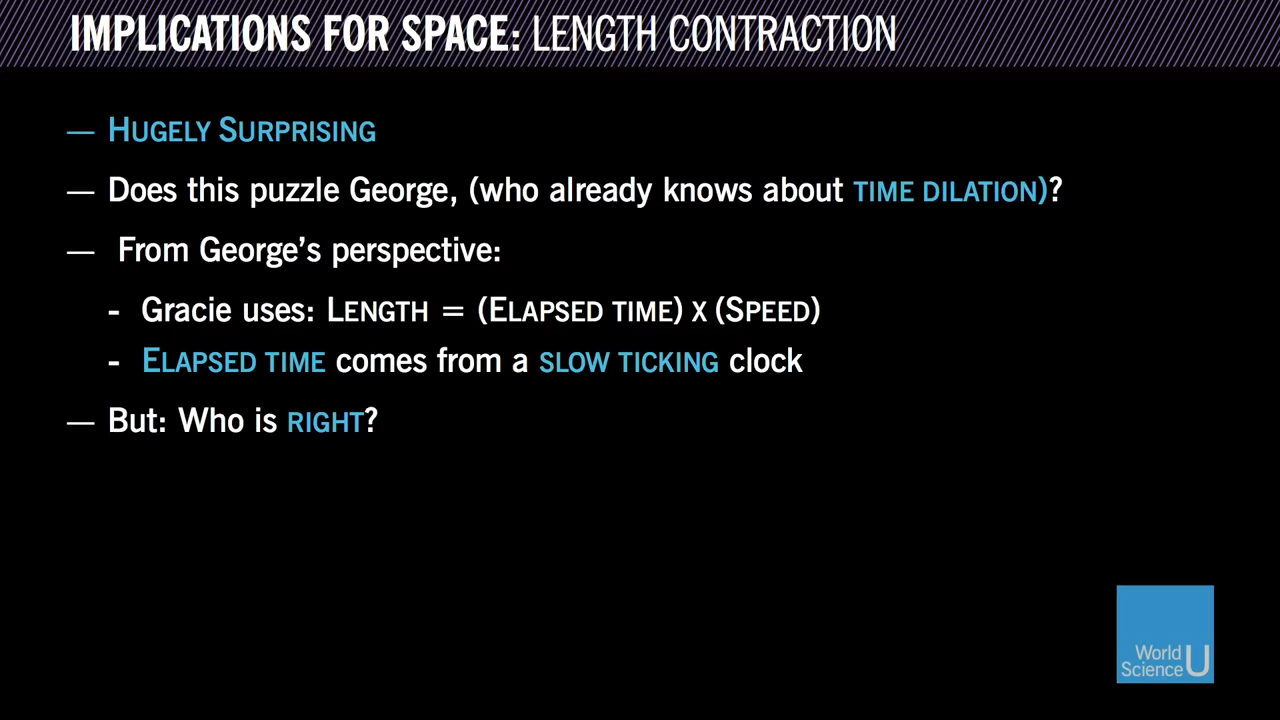 IMPLICATIONS FOR SPACE: LENGTH CONTRACTION
— HUGELY SURPRISING
— Does this puzzle George, (who already knows about TIME DILATION)?
— From George’s perspective:
- Gracie uses: LENGTH = (ELAPSED TIME) X (SPEED)
- ELAPSED TIME comes from a SLOW TICKING clock
— But: Who is RIGHT?
World
Science U